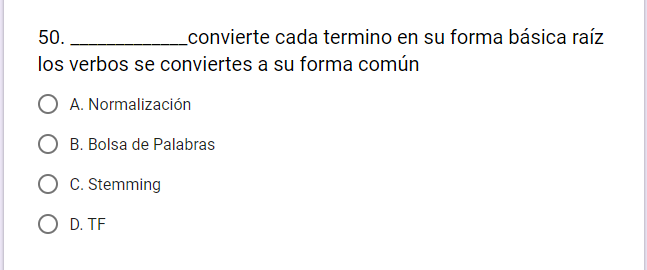 50. _____________convierte cada termino en su forma básica raíz
los verbos se conviertes a su forma común
A. Normalización
B. Bolsa de Palabras
C. Stemming
D. TF